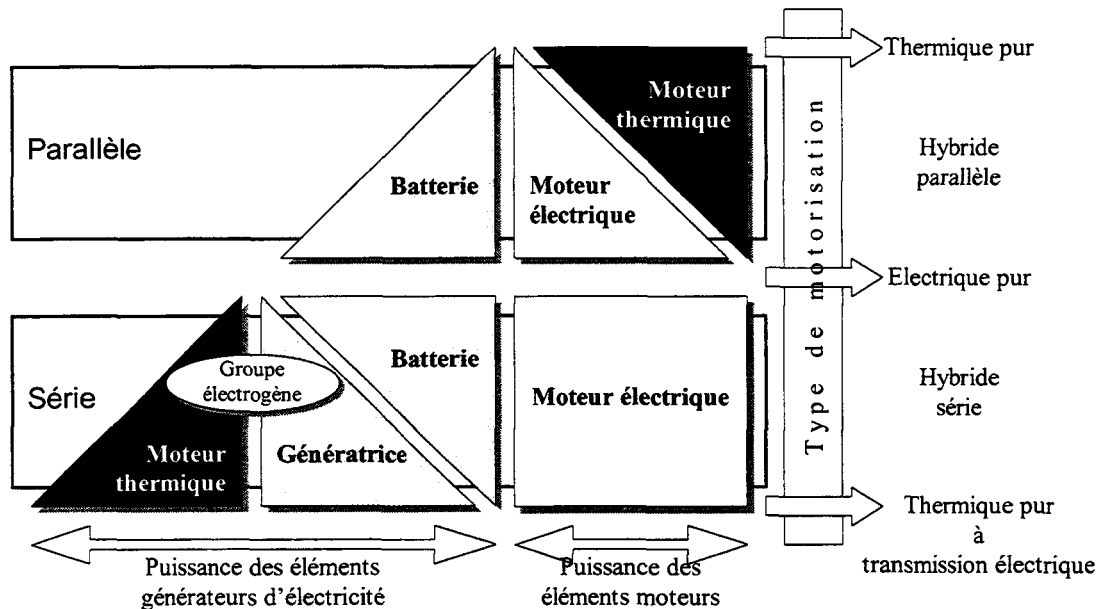 Thermique pur
Moteur
thermique
Parallèle
Batterie
Moteur
électrique
Hybride
parallèle
Type de motorisation
Electrique pur
Batterie
Groupe
électrogène
Série
Moteur électrique
Hybride
série
Moteur
thermique
Génératrice
Thermique pur
à
transmission électrique
Puissance des éléments
générateurs d'électricité
Puissance des
éléments moteurs